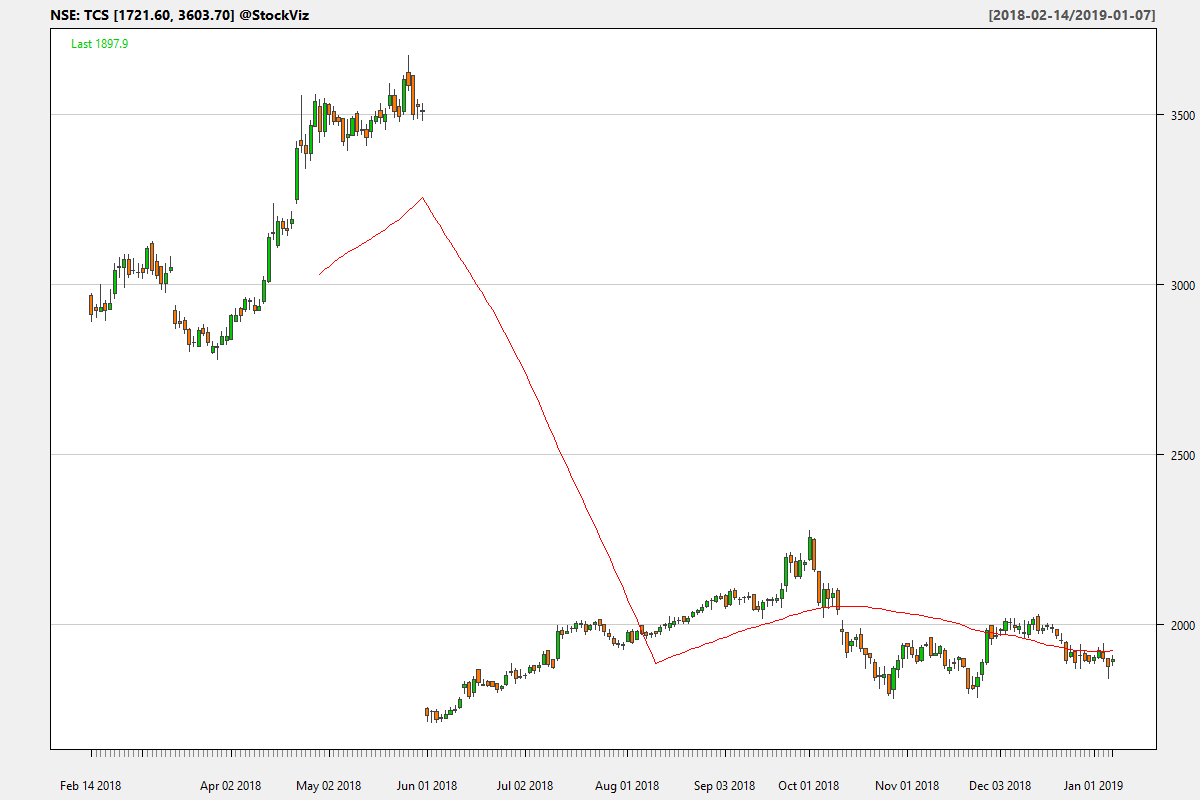 NSE: TCS [1721.60, 3603.70] @StockViz [2018-02-14/2019-01-07]
Last 1897.9
3500
3000
2500
2000
Feb 14 2018 Apr 02 2018 May 02 2018 Jun 01 2018 Jul 02 2018 Aug 01 2018 Sep 03 2018 Oct 01 2018 Nov 01 2018 Dec 03 2018 Jan 01 2019